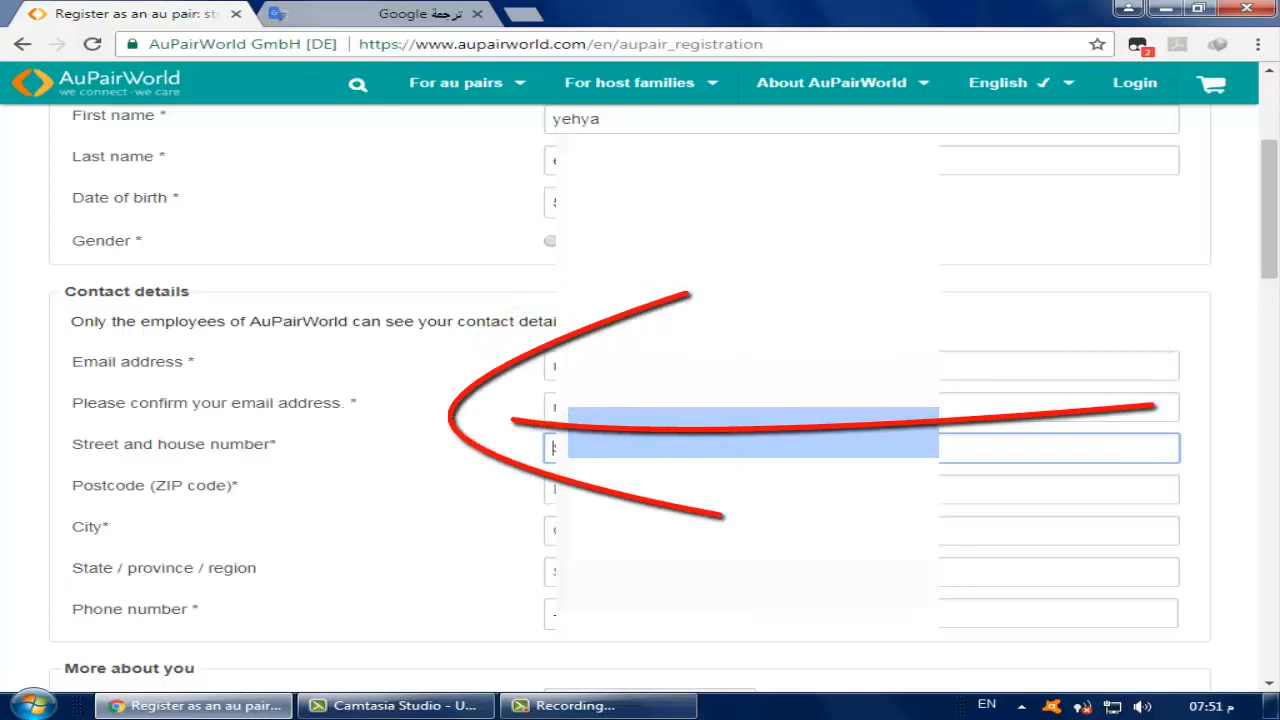 Register as an au pair: st
ترجمة Google
AuPairWorld GmbH [DE]
https://www.aupairworld.com/en/aupair_registration
2
AuPairWorld
we connect·we care
For au pairs
For host families
About AuPairWorld
English
Login
First name *
yehya
Last name *
Date of birth *
Gender *
Contact details
Only the employees of AuPairWorld can see your contact detai
Email address *
Please confirm your email address. *
Street and house number*
Postcode (ZIP code)*
City*
State / province / region
Phone number *
More about you
Register as an au pair...
Camtasia Studio - U...
Recording...
EN
07:51 م